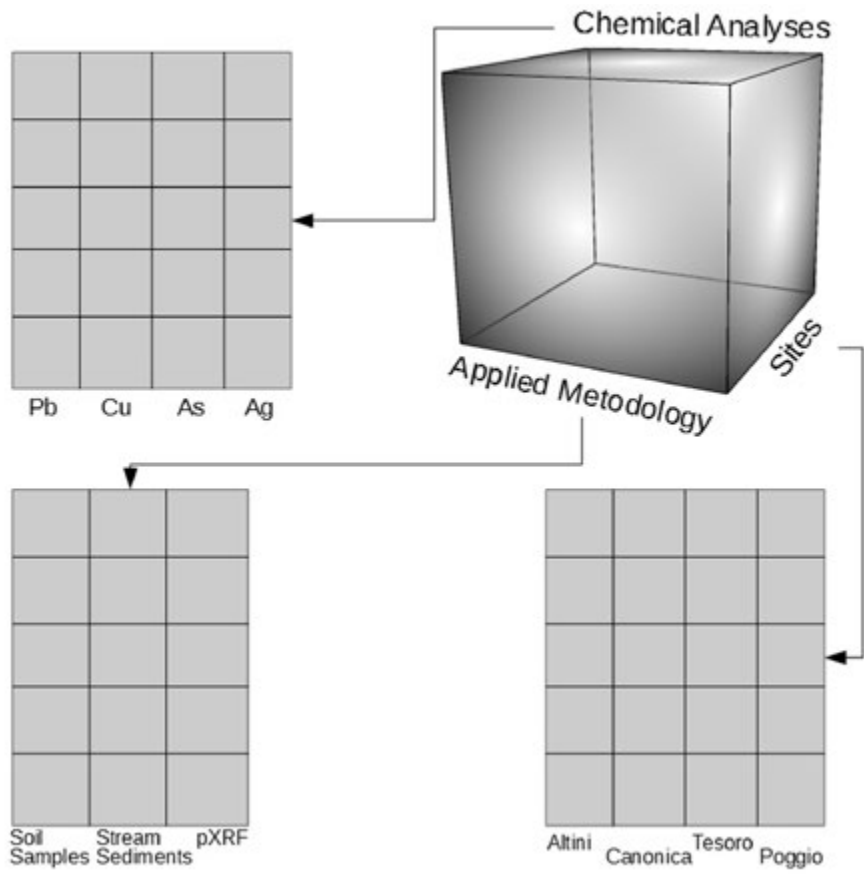 Chemical Analyses
Pb Cu As Ag
Applied Metodology
Sites
Soil Samples
Stream Sediments
pXRF
Altini
Canonica
Tesoro
Poggio